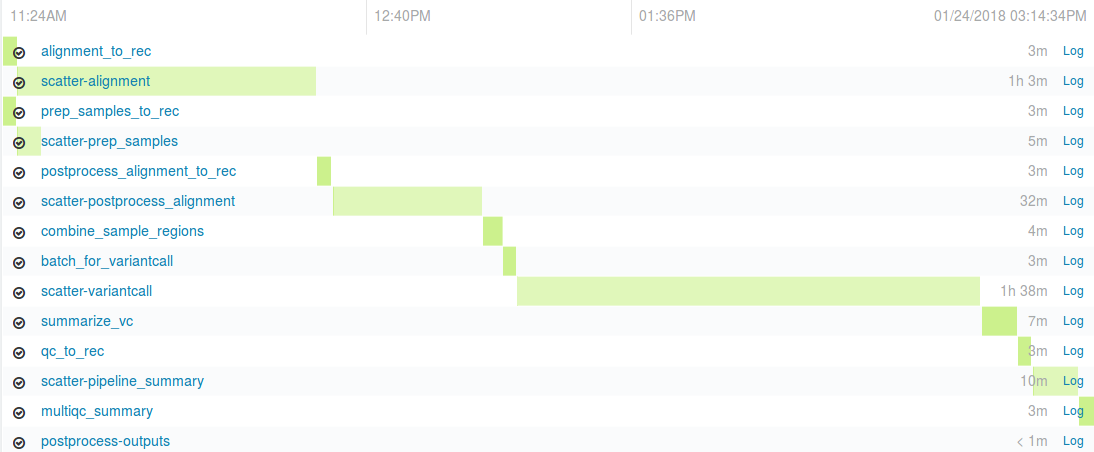 11:24AM 12:40PM 01:36PM 01/24/2018 03:14:34PM
alignment_to_rec 3m Log
scatter-alignment 1h 3m Log
prep_samples_to_rec 3m Log
scatter-prep_samples 5m Log
postprocess_alignment_to_rec 3m Log
scatter-postprocess_alignment 32m Log
combine_sample_regions 4m Log
batch_for_variantcall 3m Log
scatter-variantcall 1h 38m Log
summarize_vc 7m Log
qc_to_rec 3m Log
scatter-pipeline_summary 10m Log
multiqc_summary 3m Log
postprocess-outputs < 1m Log